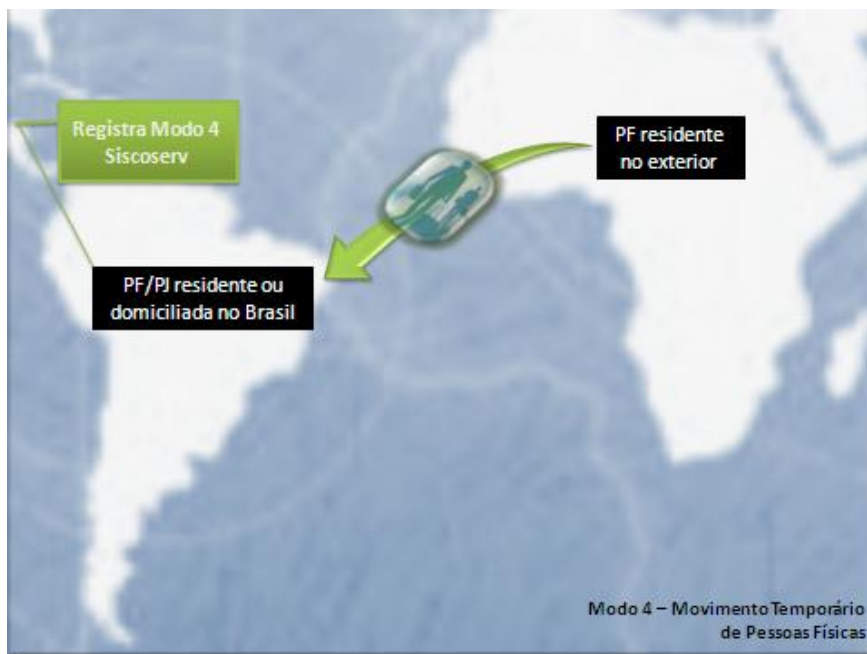 Registra Modo 4
Siscoserv
PF residente
no exterior
PF/PJ residente ou
domiciliada no Brasil
Modo 4 – Movimento Temporário
de Pessoas Físicas